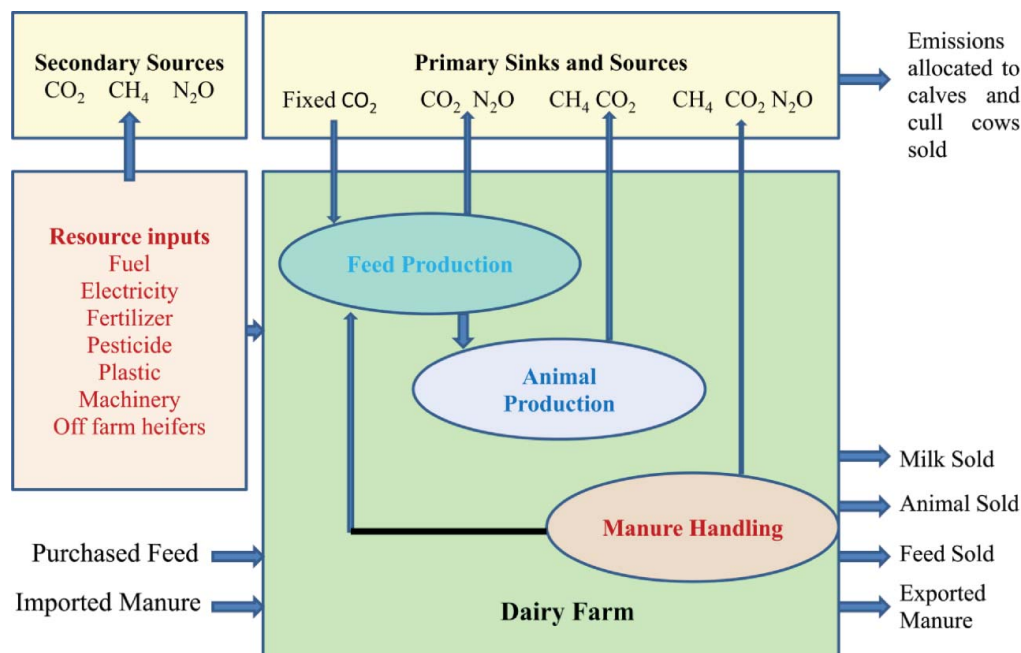 Secondary Sources
CO₂ CH₄ N₂O
Primary Sinks and Sources
Fixed CO₂ CO₂ N₂O CH₄ CO₂ CH₄ CO₂ N₂O
Emissions
allocated to
calves and
cull cows
sold
Resource inputs
Fuel
Electricity
Fertilizer
Pesticide
Plastic
Machinery
Off farm heifers
Feed Production
Animal
Production
Manure Handling
Dairy Farm
Purchased Feed
Imported Manure
Milk Sold
Animal Sold
Feed Sold
Exported
Manure